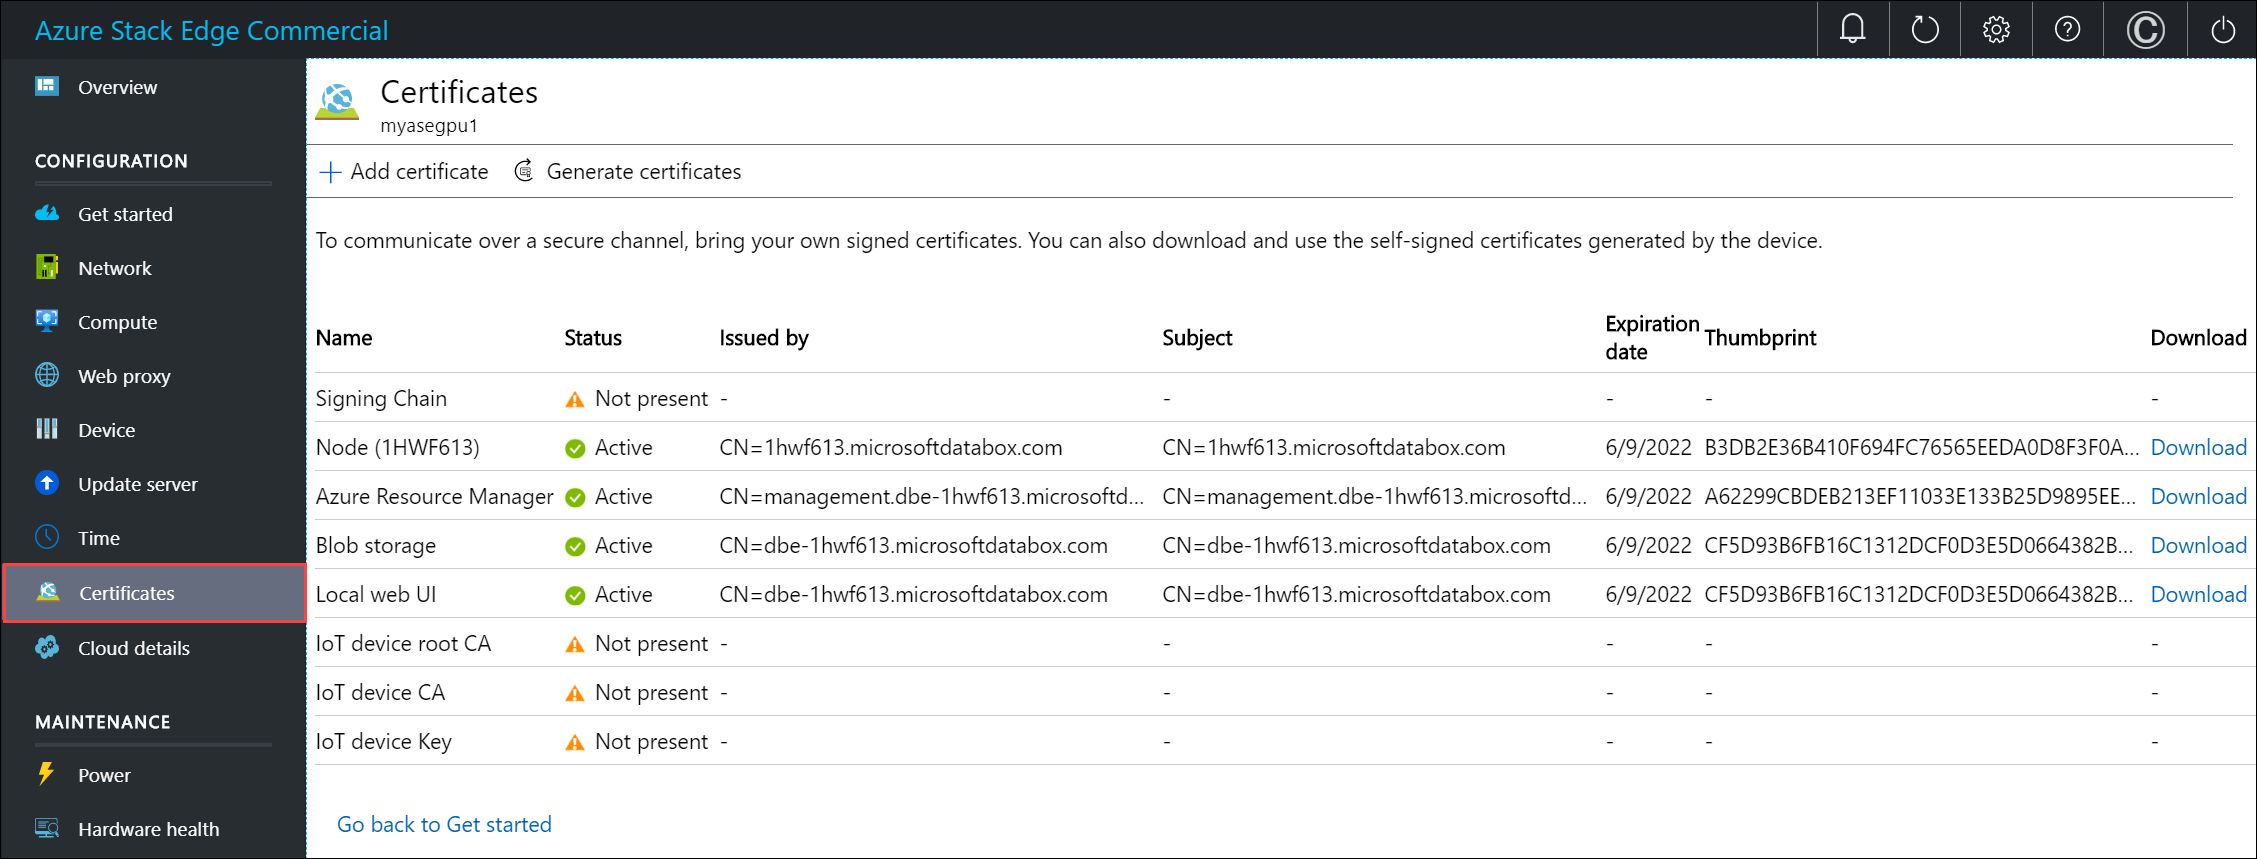 Azure Stack Edge Commercial
Overview
CONFIGURATION
Get started
Network
Compute
Web proxy
Device
Update server
Time
Certificates
Cloud details
MAINTENANCE
Power
Hardware health
Certificates
myasegpu1
Add certificate Generate certificates
To communicate over a secure channel, bring your own signed certificates. You can also download and use the self-signed certificates generated by the device.
Name Status Issued by Subject Expiration date Thumbprint Download
Signing Chain Not present - - - - -
Node (1HWF613) Active CN=1hwf613.microsoftdatabox.com CN=1hwf613.microsoftdatabox.com 6/9/2022 B3DB2E36B410F694FC76565EEDA0D8F3F0A... Download
Azure Resource Manager Active CN=management.dbe-1hwf613.microsoftd... CN=management.dbe-1hwf613.microsoftd... 6/9/2022 A62299CBDEB213EF11033E133B25D9895EE... Download
Blob storage Active CN=dbe-1hwf613.microsoftdatabox.com CN=dbe-1hwf613.microsoftdatabox.com 6/9/2022 CF5D93B6FB16C1312DCF0D3E5D0664382B... Download
Local web UI Active CN=dbe-1hwf613.microsoftdatabox.com CN=dbe-1hwf613.microsoftdatabox.com 6/9/2022 CF5D93B6FB16C1312DCF0D3E5D0664382B... Download
IoT device root CA Not present - - - - -
IoT device CA Not present - - - - -
IoT device Key Not present - - - - -
Go back to Get started